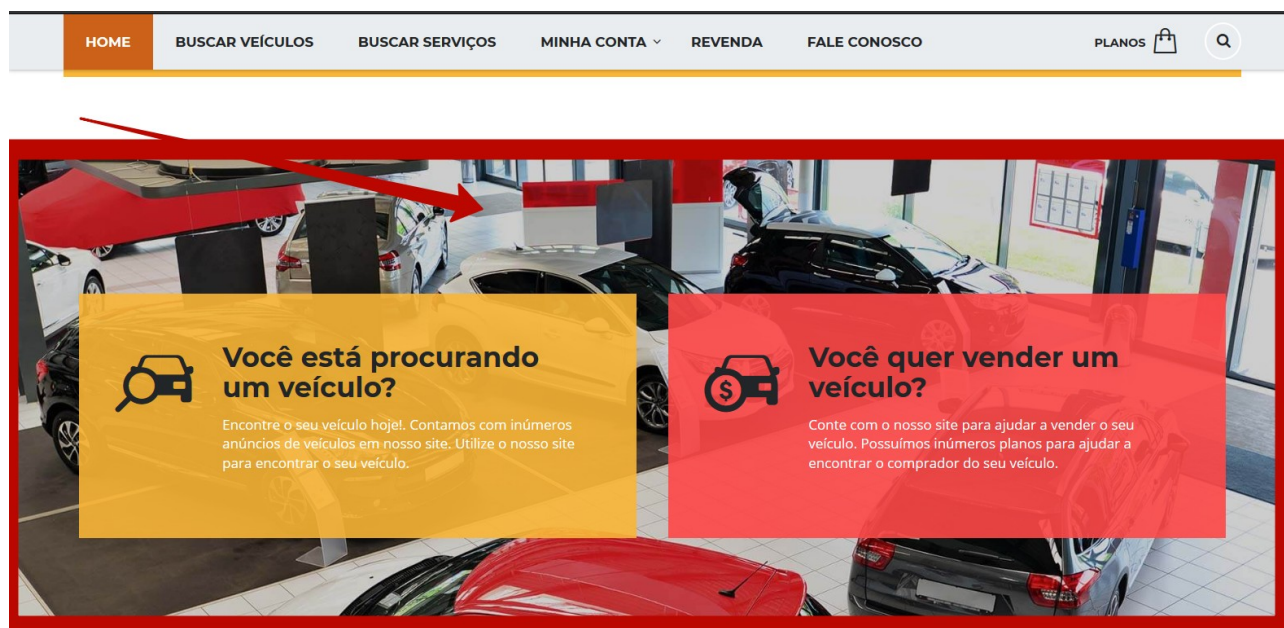 HOME BUSCAR VEÍCULOS BUSCAR SERVIÇOS MINHA CONTA REVENDA FALE CONOSCO PLANOS
Você está procurando
um veículo?
Encontre o seu veículo hoje!. Contamos com inúmeros
anúncios de veículos em nosso site. Utilize o nosso site
para encontrar o seu veículo.
Você quer vender um
veículo?
Conte com o nosso site para ajudar a vender o seu
veículo. Possuímos inúmeros planos para ajudar a
encontrar o comprador do seu veículo.